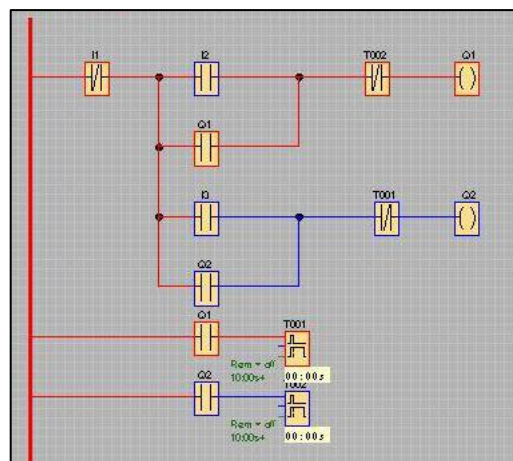 I1 I2 T002 Q1
Q1
I3 T001 Q2
Q2
Q1 T001
Rem = off
10:00s+ 00:00s
Q2 T002
Rem = off
10:00s+ 00:00s